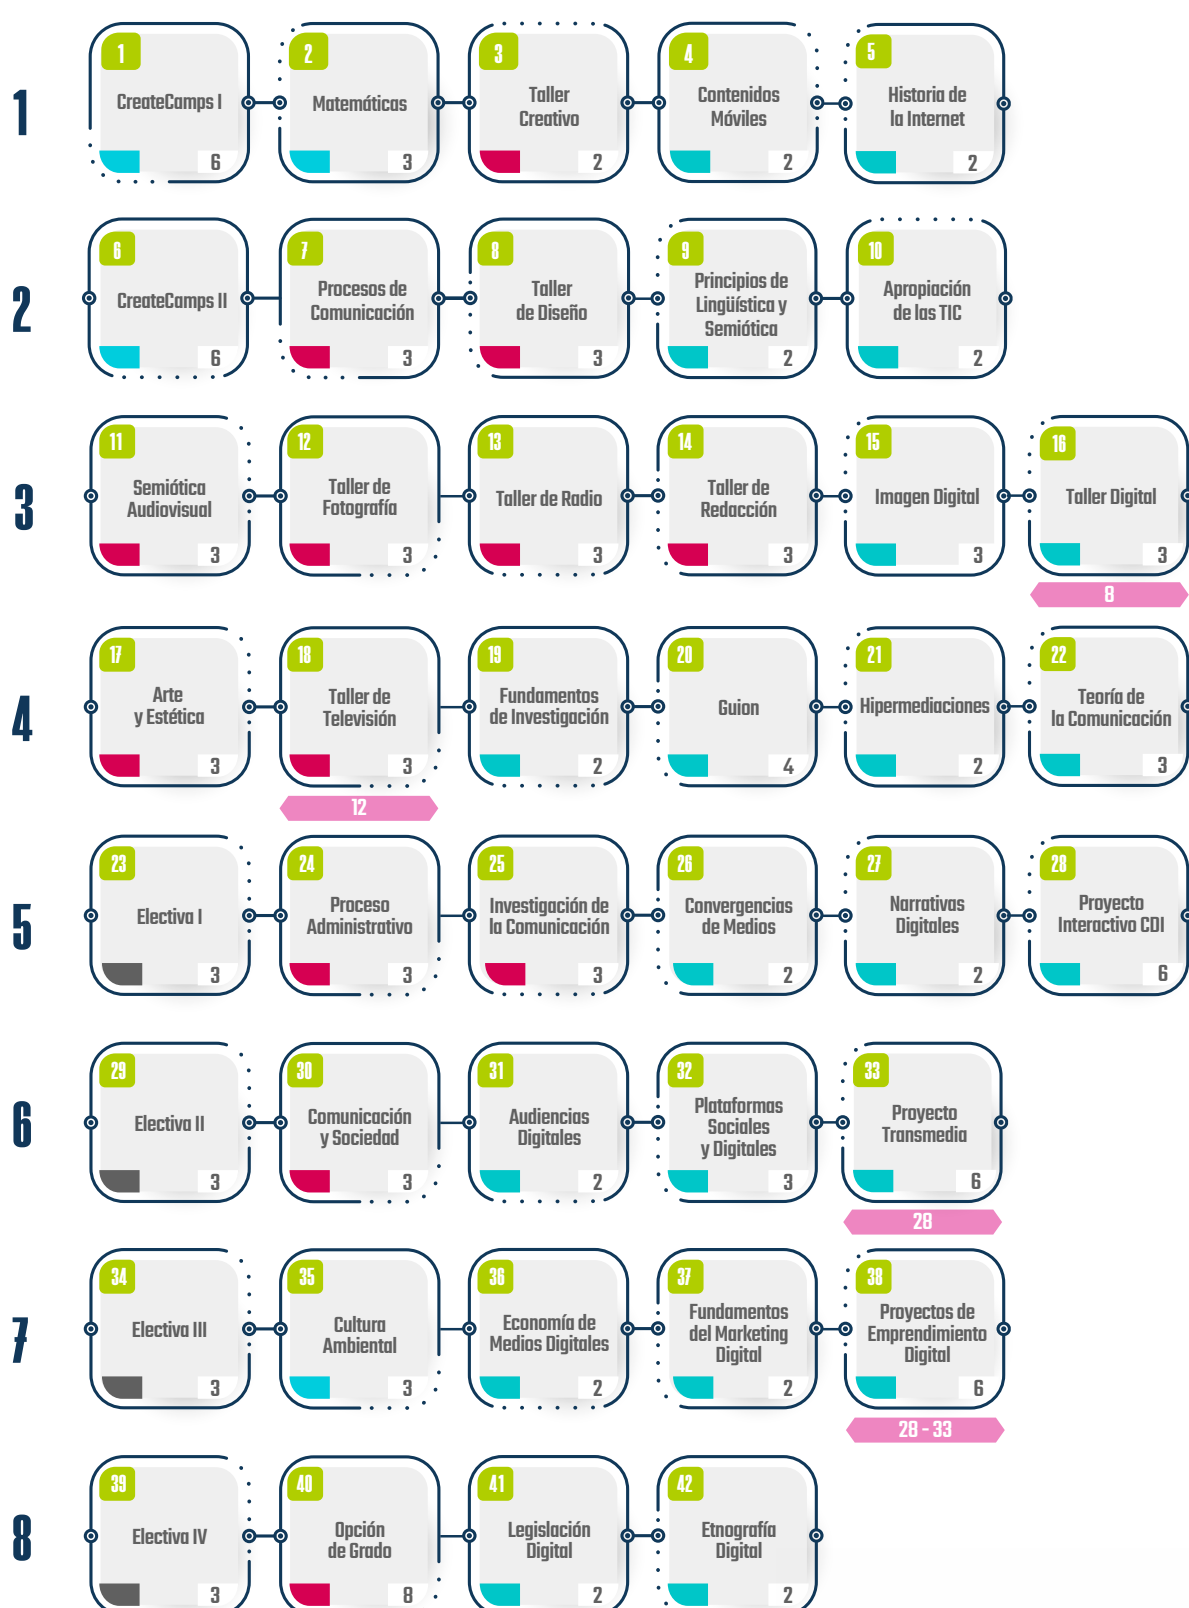 1
1
CreateCamps I
6
2
Matemáticas
3
3
Taller
Creativo
2
4
Contenidos
Móviles
2
5
Historia de
la Internet
2
2
6
CreateCamps II
6
7
Procesos de
Comunicación
3
8
Taller
de Diseño
3
9
Principios de
Lingüística y
Semiótica
2
10
Apropiación
de las TIC
2
3
11
Semiótica
Audiovisual
3
12
Taller de
Fotografía
3
13
Taller de Radio
3
14
Taller de
Redacción
3
15
Imagen Digital
3
16
Taller Digital
3
8
4
17
Arte
y Estética
3
18
Taller de
Televisión
3
12
19
Fundamentos
de Investigación
2
20
Guion
4
21
Hipermediaciones
2
22
Teoría de
la Comunicación
3
5
23
Electiva I
3
24
Proceso
Administrativo
3
25
Investigación de
la Comunicación
3
26
Convergencias
de Medios
2
27
Narrativas
Digitales
2
28
Proyecto
Interactivo CDI
6
6
29
Electiva II
3
30
Comunicación
y Sociedad
3
31
Audiencias
Digitales
2
32
Plataformas
Sociales
y Digitales
3
33
Proyecto
Transmedia
6
28
7
34
Electiva III
3
35
Cultura
Ambiental
3
36
Economía de
Medios Digitales
2
37
Fundamentos
del Marketing
Digital
2
38
Proyectos de
Emprendimiento
Digital
6
28 - 33
8
39
Electiva IV
3
40
Opción
de Grado
8
41
Legislación
Digital
2
42
Etnografía
Digital
2